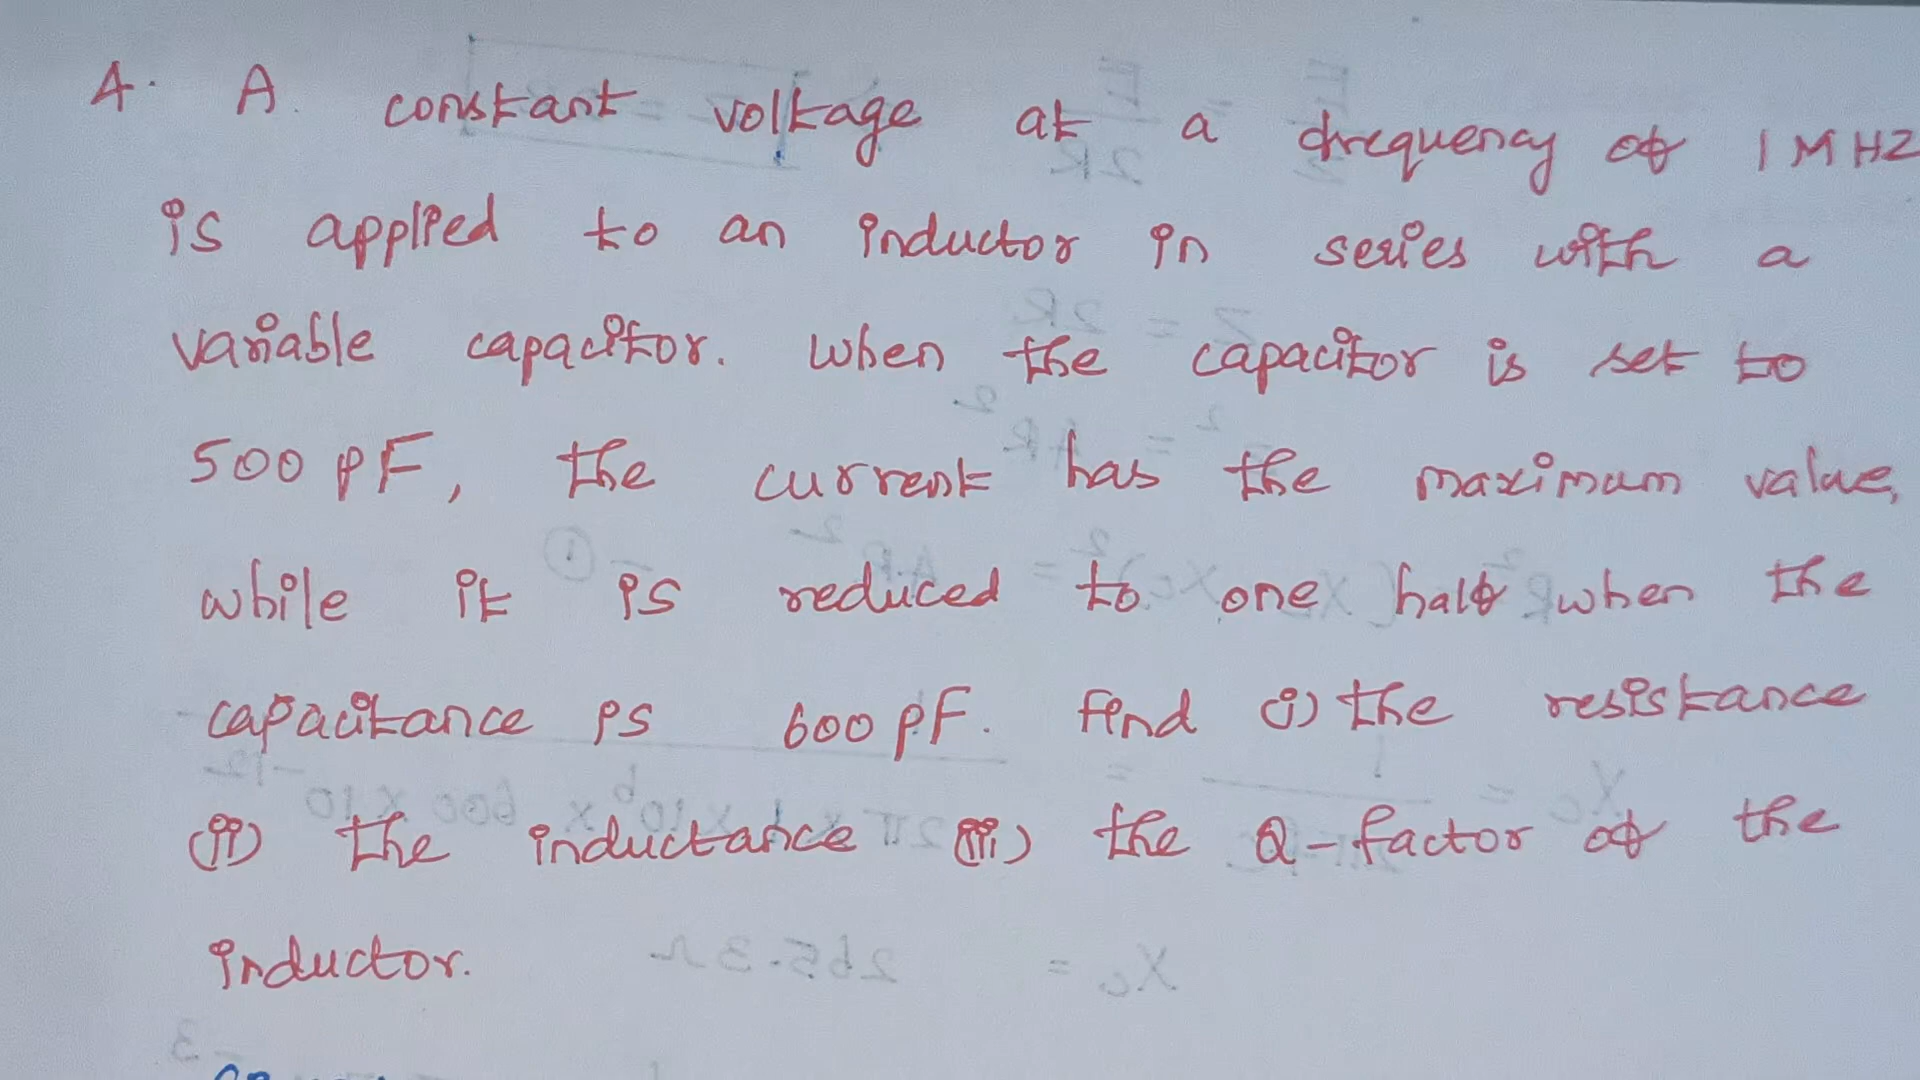 4. A constant voltage at a frequency of 1 MHZ
is applied to an inductor in series with a
variable capacitor. When the capacitor is set to
500 pF, the current has the maximum value,
while it is reduced to one half when the
capacitance is 600 pF. Find (i) the resistance
(ii) the inductance (iii) the Q-factor of the
inductor.